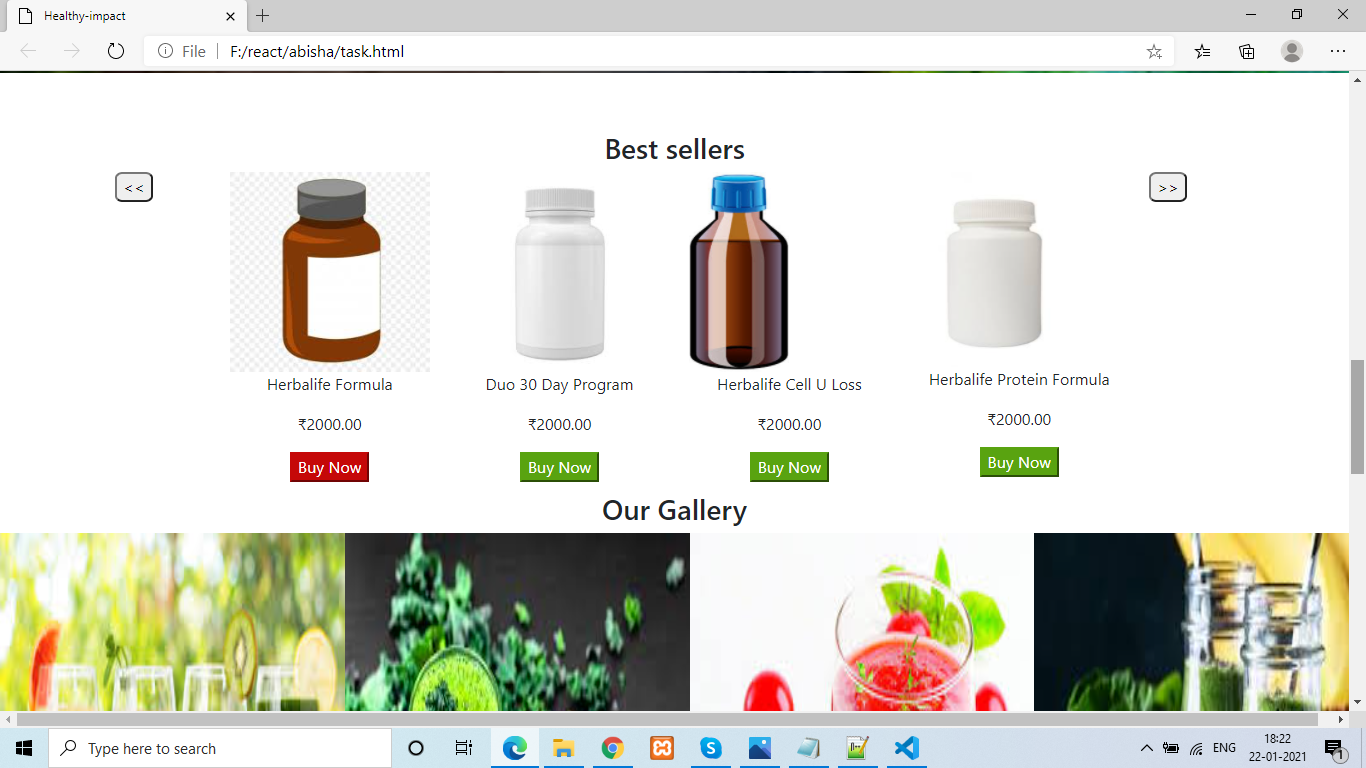 Healthy-impact
File F:/react/abisha/task.html
Best sellers
<< >>
Herbalife Formula Duo 30 Day Program Herbalife Cell U Loss Herbalife Protein Formula
₹2000.00 ₹2000.00 ₹2000.00 ₹2000.00
Buy Now Buy Now Buy Now Buy Now
Our Gallery
Type here to search
ENG
18:22
22-01-2021
1